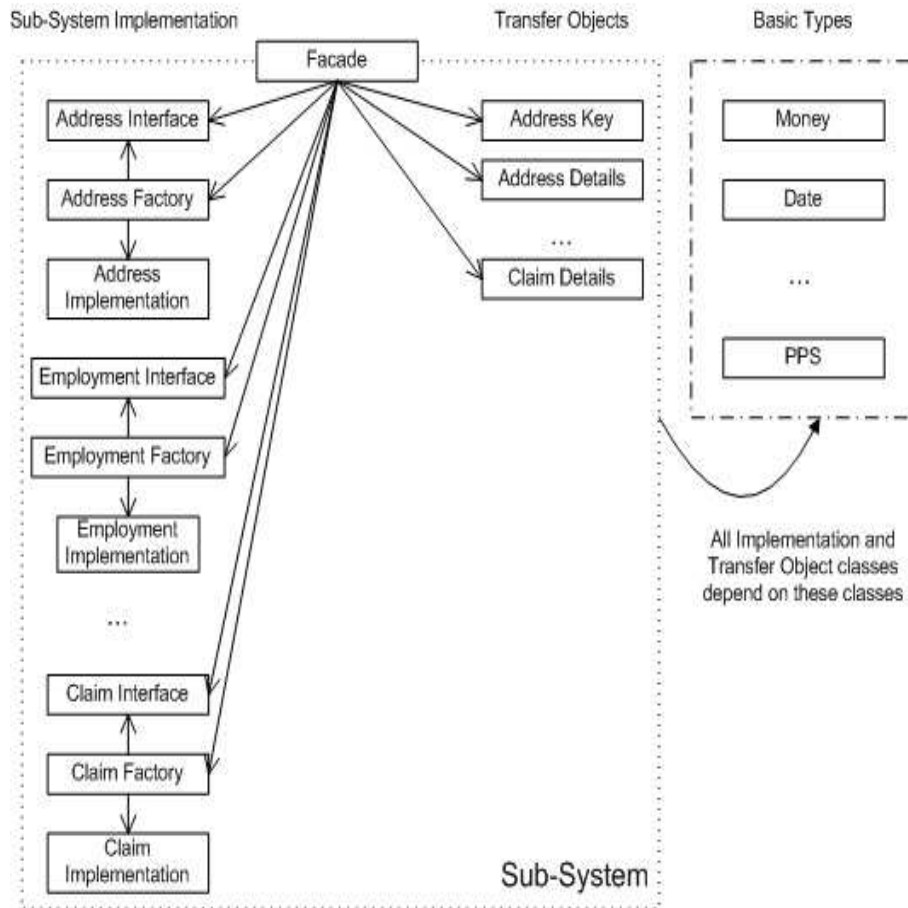 Sub-System Implementation
Transfer Objects
Basic Types
Facade
Address Interface
Address Factory
Address
Implementation
Employment Interface
Employment Factory
Employment
Implementation
...
Claim Interface
Claim Factory
Claim
Implementation
Address Key
Address Details
...
Claim Details
Money
Date
...
PPS
All Implementation and
Transfer Object classes
depend on these classes
Sub-System